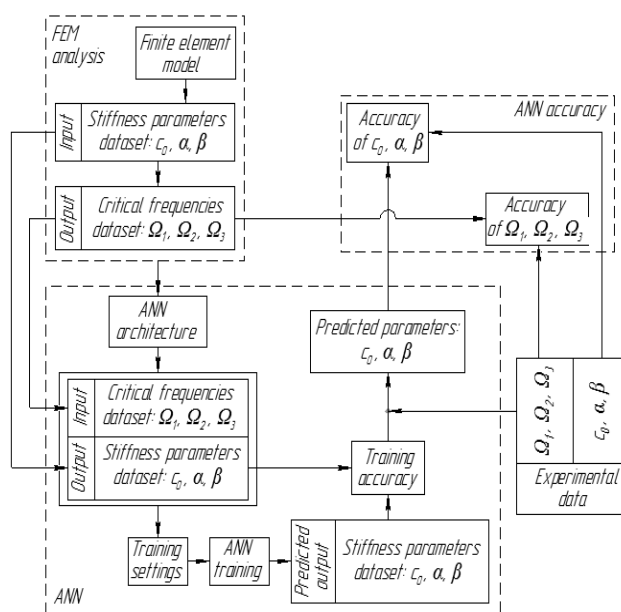 FEM
analysis
Finite element
model
Input
Stiffness parameters
dataset: c₀, α, β
Output
Critical frequencies
dataset: Ω₁, Ω₂, Ω₃
ANN accuracy
Accuracy
of c₀, α, β
Accuracy
of Ω₁, Ω₂, Ω₃
ANN
architecture
Predicted parameters:
c₀, α, β
Input
Critical frequencies
dataset: Ω₁, Ω₂, Ω₃
Output
Stiffness parameters
dataset: c₀, α, β
Training
accuracy
Ω₁, Ω₂, Ω₃
c₀, α, β
Experimental
data
Training
settings
ANN
training
Predicted
output
Stiffness parameters
dataset: c₀, α, β
ANN